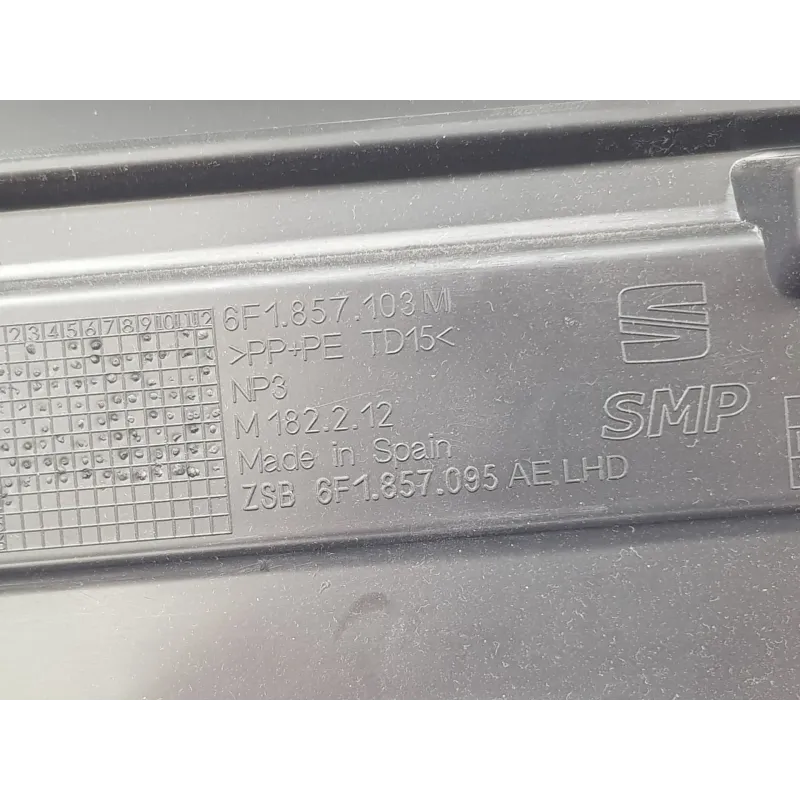 2 3 4 5 6 7 8 9 10 11 12
6F1.857.103 M
>PP+PE TD15<
NP3
M 182.2.12
Made in Spain
ZSB 6F1.857.095 AE LHD
SMP